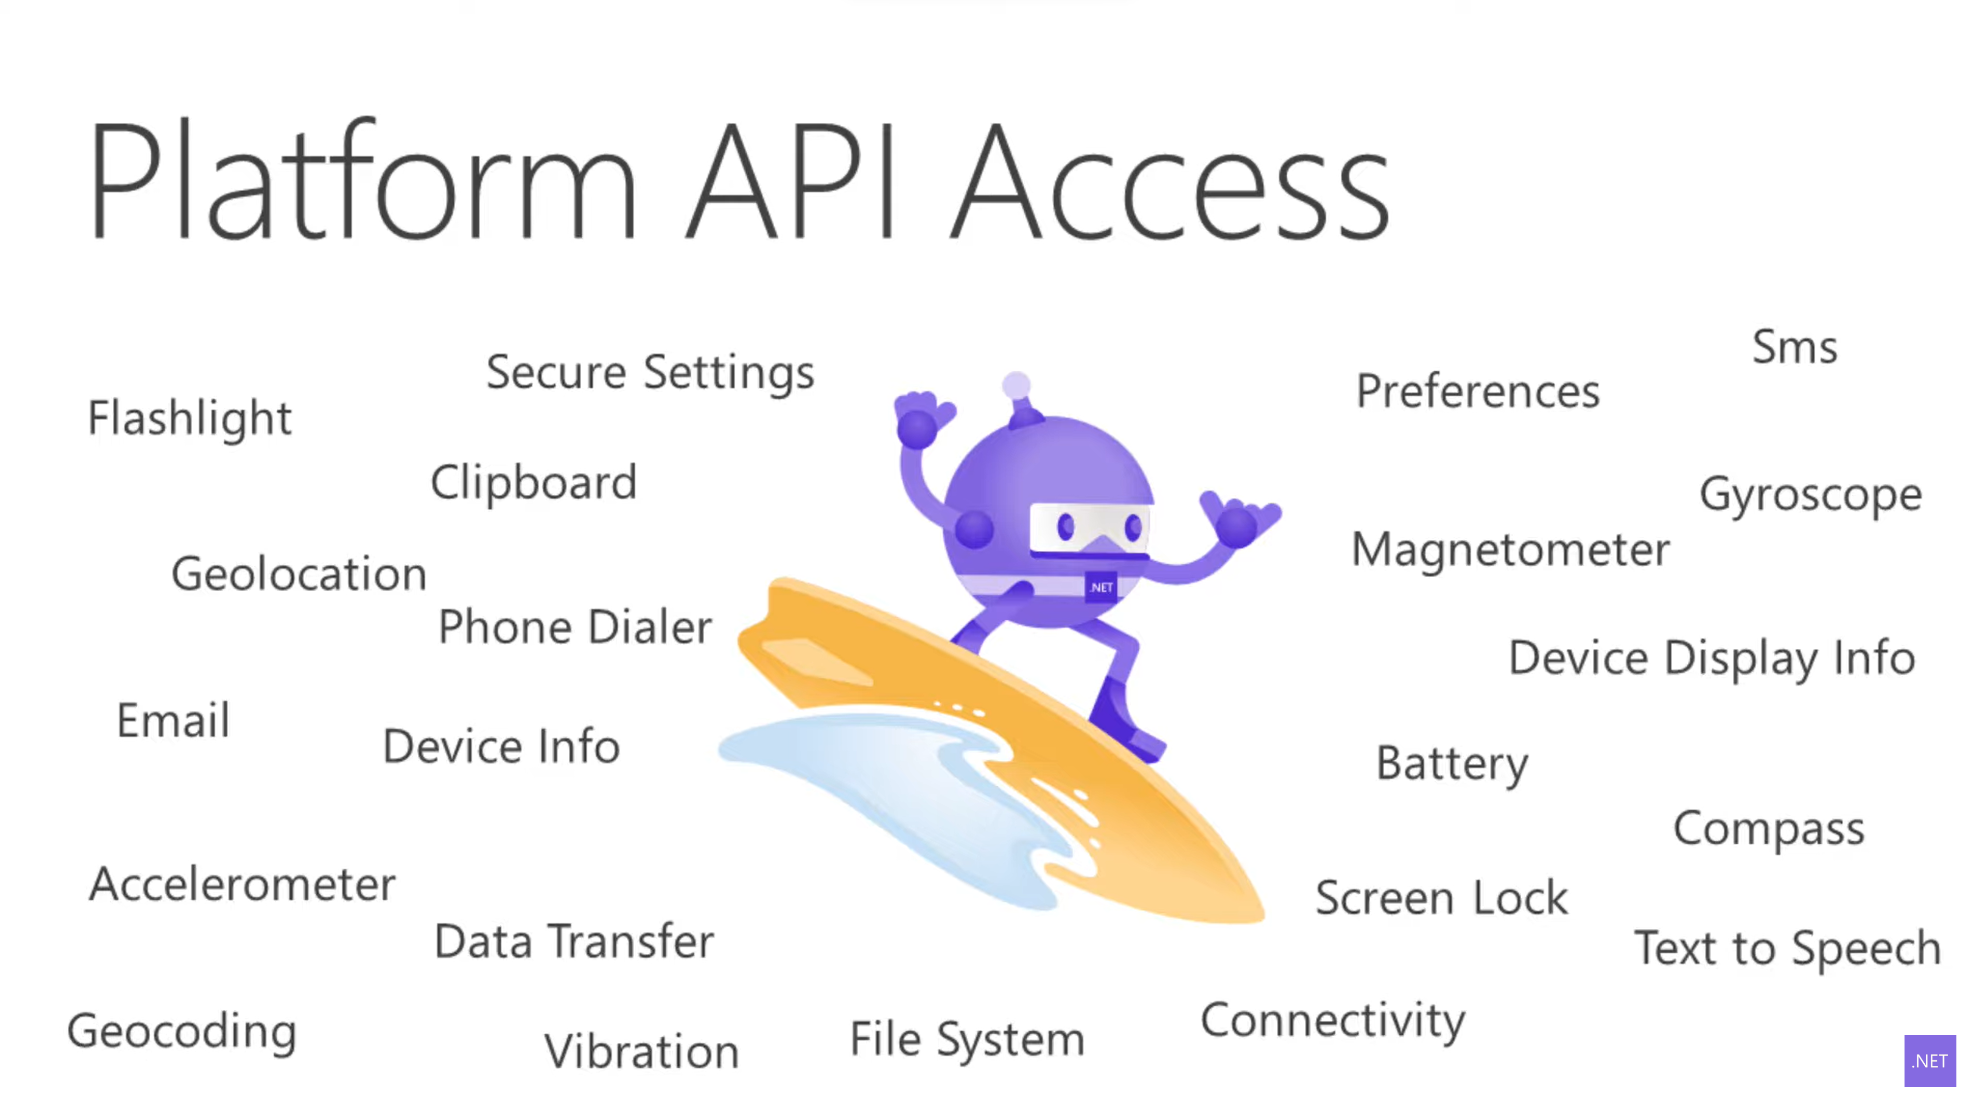 Platform API Access
Sms
Secure Settings
Preferences
Flashlight
Clipboard
Gyroscope
Magnetometer
Geolocation
.NET
Phone Dialer
Device Display Info
Email
Device Info
Battery
Compass
Accelerometer
Screen Lock
Data Transfer
Text to Speech
Geocoding
Vibration
File System
Connectivity
.NET